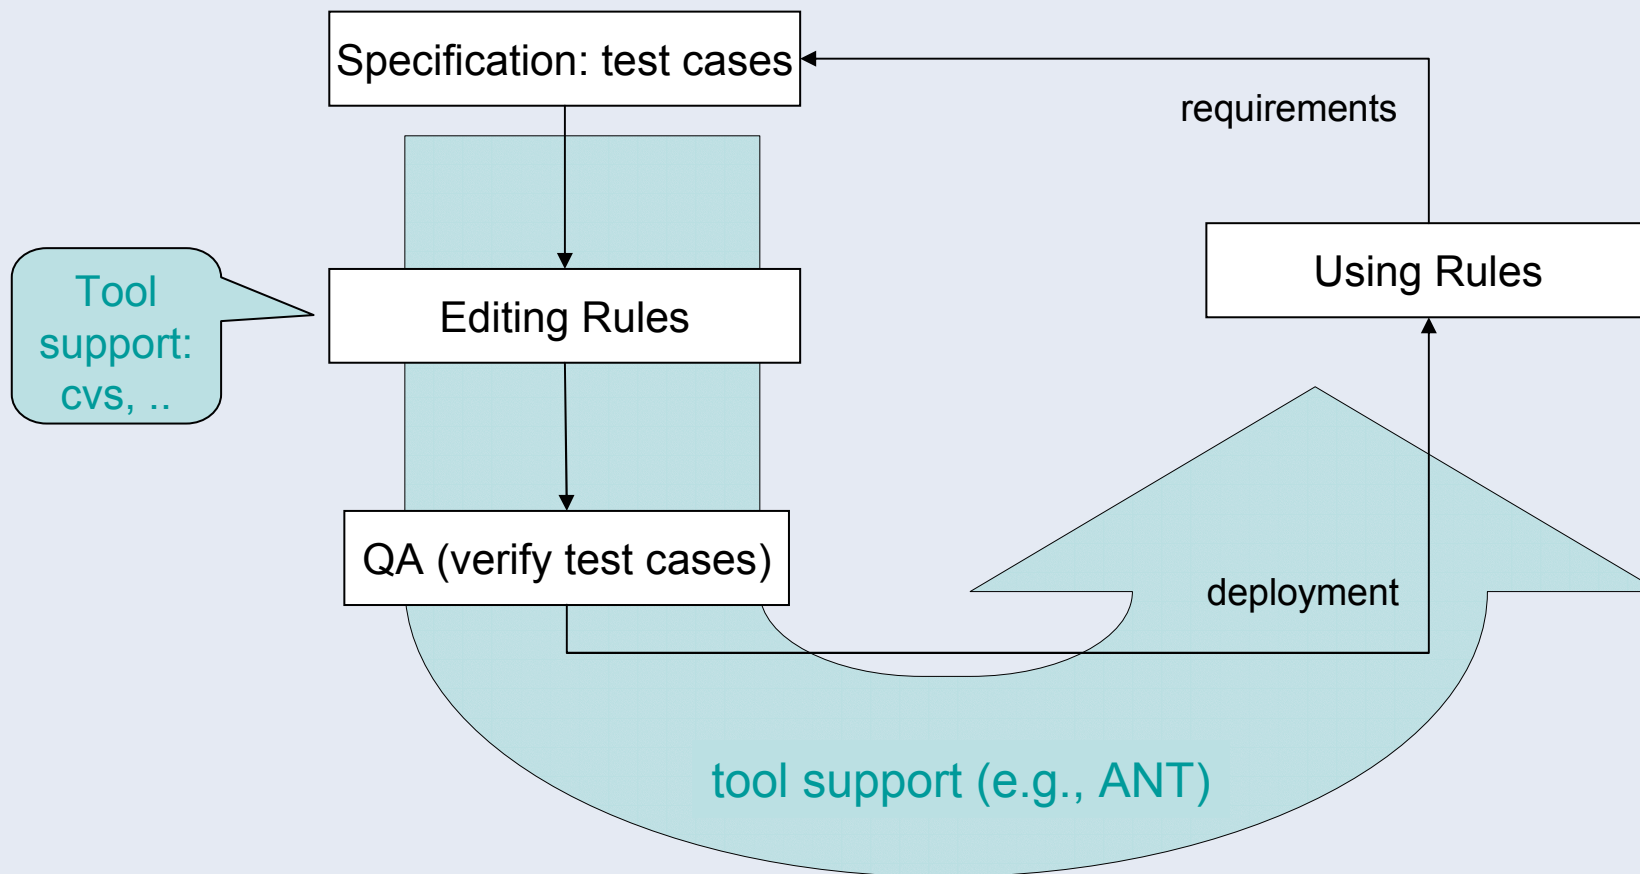 Specification: test cases
requirements
Using Rules
Tool
support:
cvs, ..
Editing Rules
QA (verify test cases)
deployment
tool support (e.g., ANT)